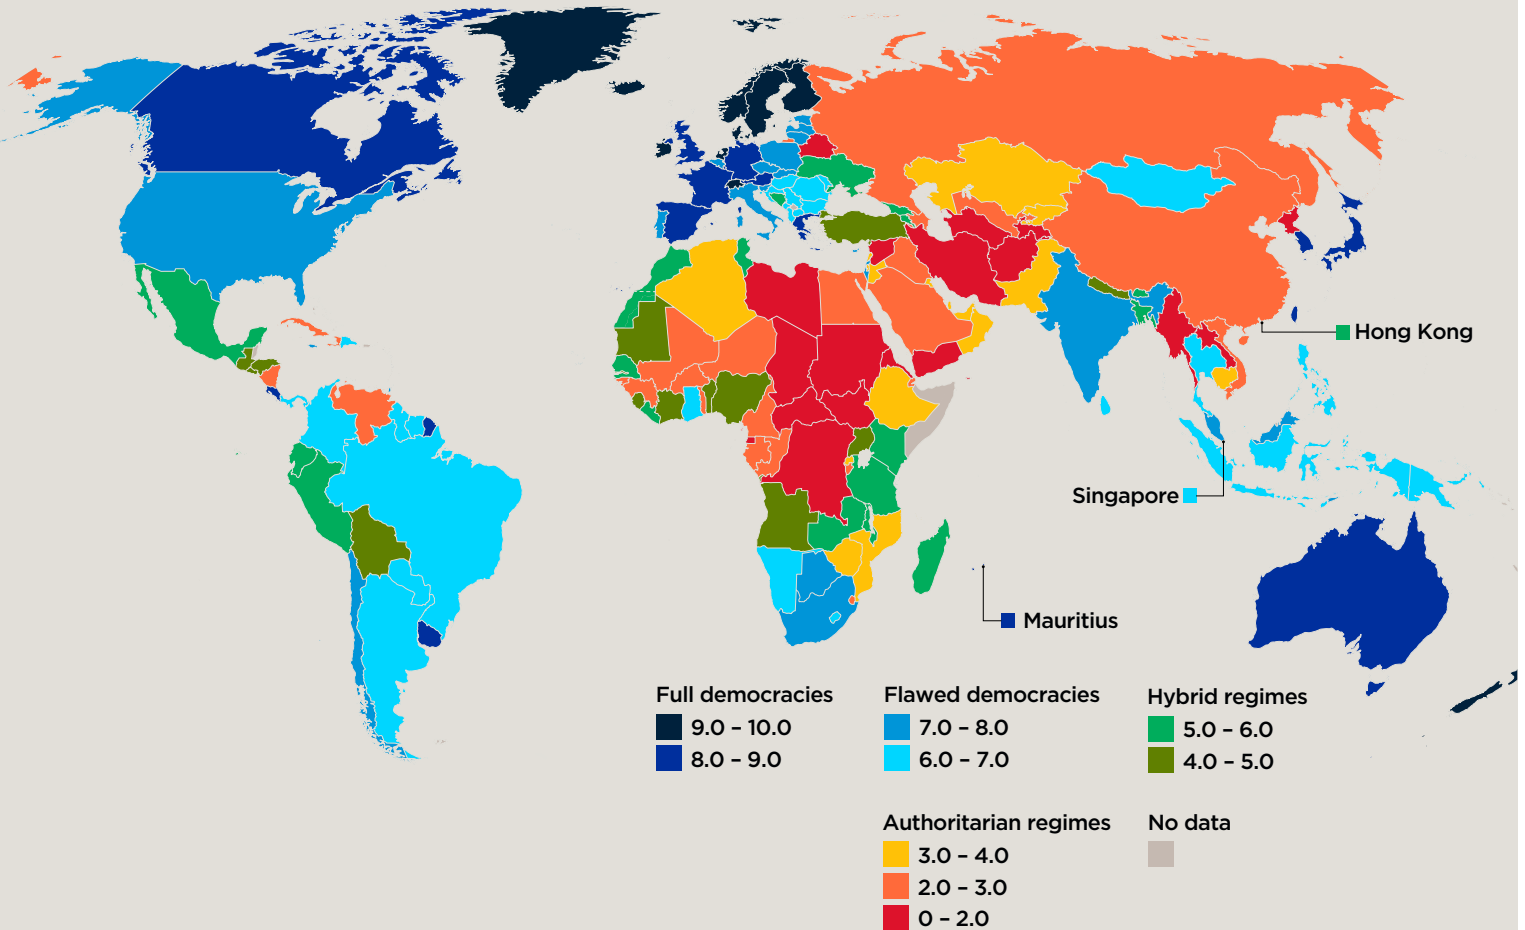 Hong Kong
Singapore
Mauritius
Full democracies
9.0 – 10.0
8.0 – 9.0
Flawed democracies
7.0 – 8.0
6.0 – 7.0
Hybrid regimes
5.0 – 6.0
4.0 – 5.0
Authoritarian regimes
3.0 – 4.0
2.0 – 3.0
0 – 2.0
No data